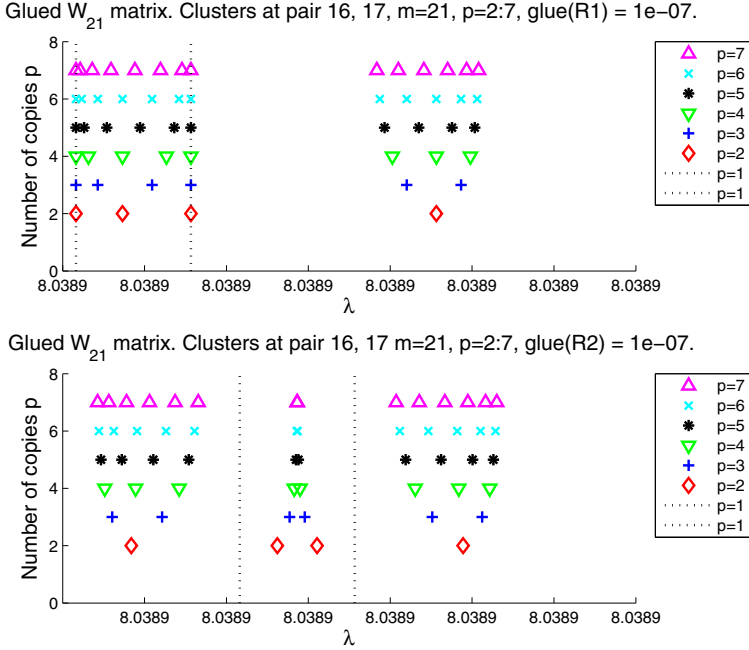 Glued W21 matrix. Clusters at pair 16, 17, m=21, p=2:7, glue(R1) = 1e−07.
Number of copies p
8
6
4
2
0
8.0389 8.0389 8.0389 8.0389 8.0389 8.0389 8.0389 8.0389
λ
p=7
p=6
p=5
p=4
p=3
p=2
p=1
p=1
Glued W21 matrix. Clusters at pair 16, 17 m=21, p=2:7, glue(R2) = 1e−07.
Number of copies p
8
6
4
2
0
8.0389 8.0389 8.0389 8.0389 8.0389 8.0389
λ
p=7
p=6
p=5
p=4
p=3
p=2
p=1
p=1